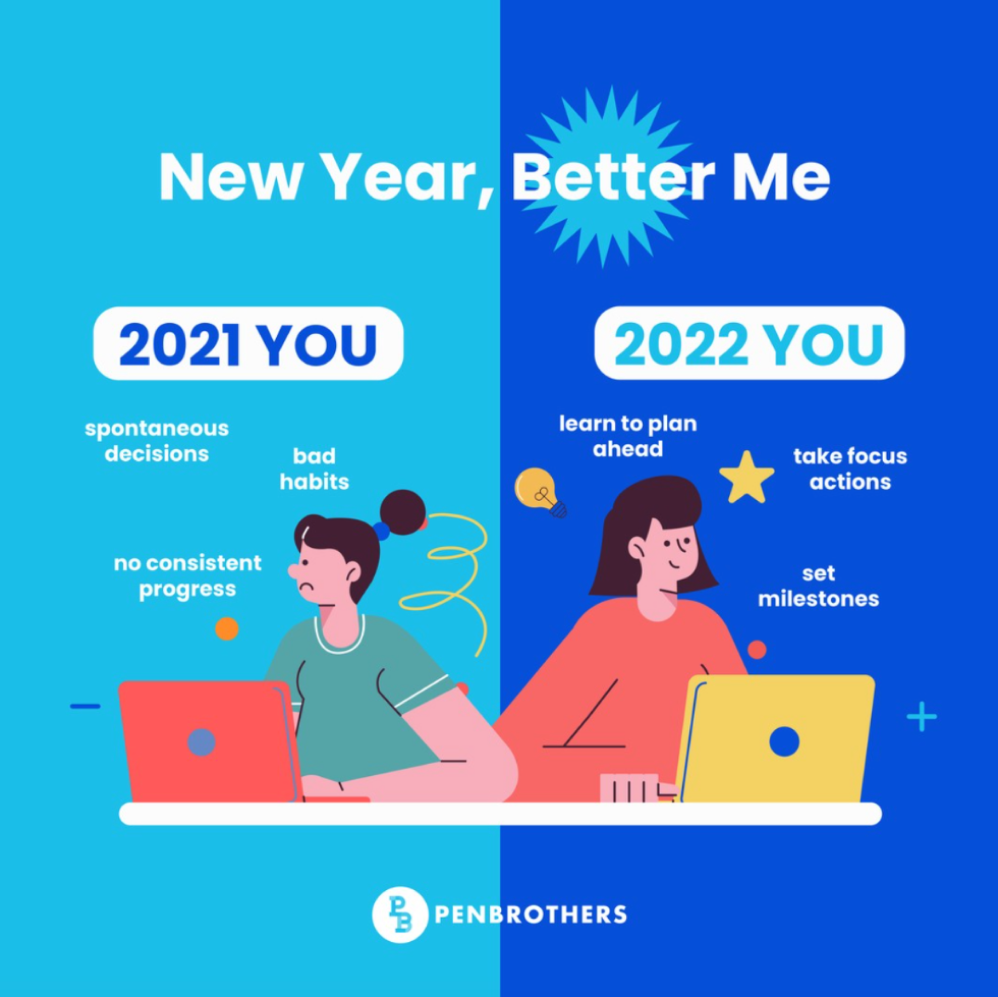 New Year, Better Me
2021 YOU
spontaneous
decisions
bad
habits
no consistent
progress
2022 YOU
learn to plan
ahead
take focus
actions
set
milestones
PB PENBROTHERS